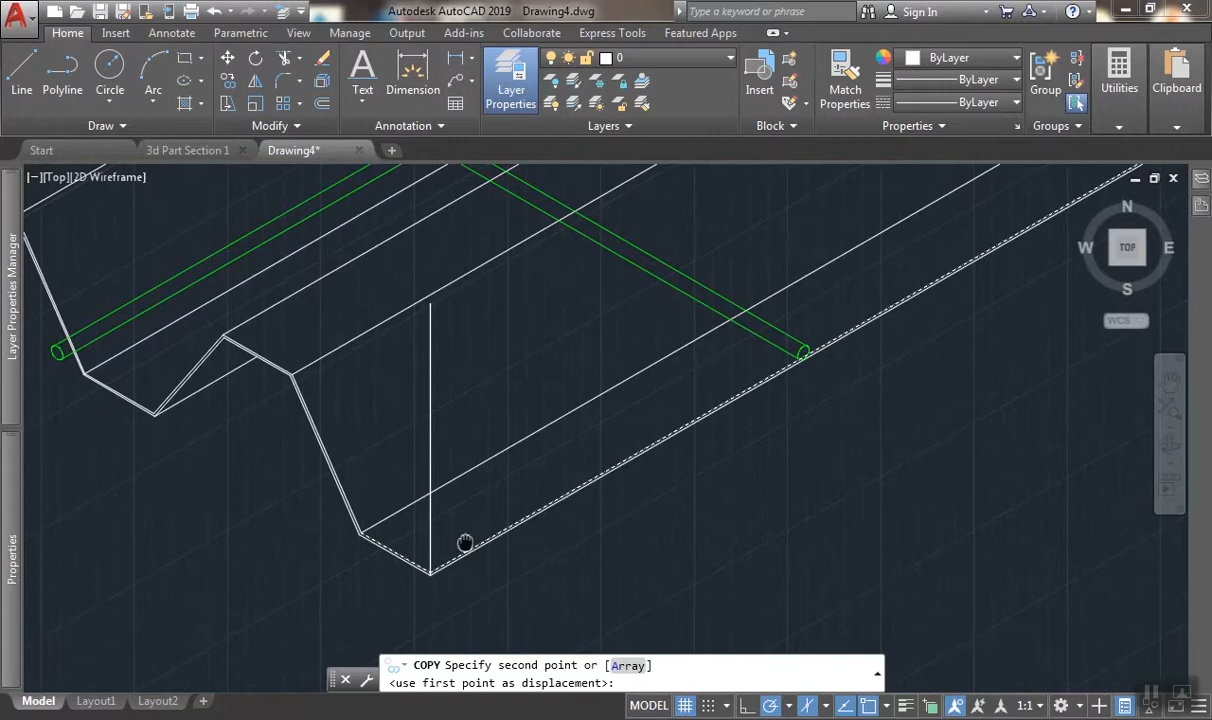 Autodesk AutoCAD 2019 Drawing4.dwg
Type a keyword or phrase
Sign In
Home Insert Annotate Parametric View Manage Output Add-ins Collaborate Express Tools Featured Apps
Line Polyline Circle Arc
Text Dimension
Layer Properties
0
Insert
Match Properties
ByLayer
ByLayer
ByLayer
Group
Utilities
Clipboard
Draw Modify Annotation Layers Block Properties Groups
Start 3d Part Section 1 Drawing4*
[−][Top][2D Wireframe]
N
W TOP E
S
WCS
Layer Properties Manager
Properties
COPY Specify second point or [Array]
<use first point as displacement>:
Model Layout1 Layout2
MODEL 1:1